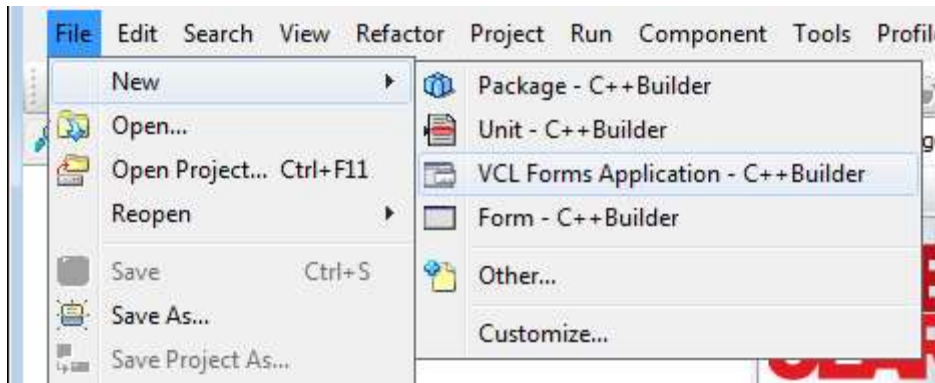 File Edit Search View Refactor Project Run Component Tools
New
Open...
Open Project... Ctrl+F11
Reopen
Save Ctrl+S
Save As...
Save Project As...
Package - C++Builder
Unit - C++Builder
VCL Forms Application - C++Builder
Form - C++Builder
Other...
Customize...